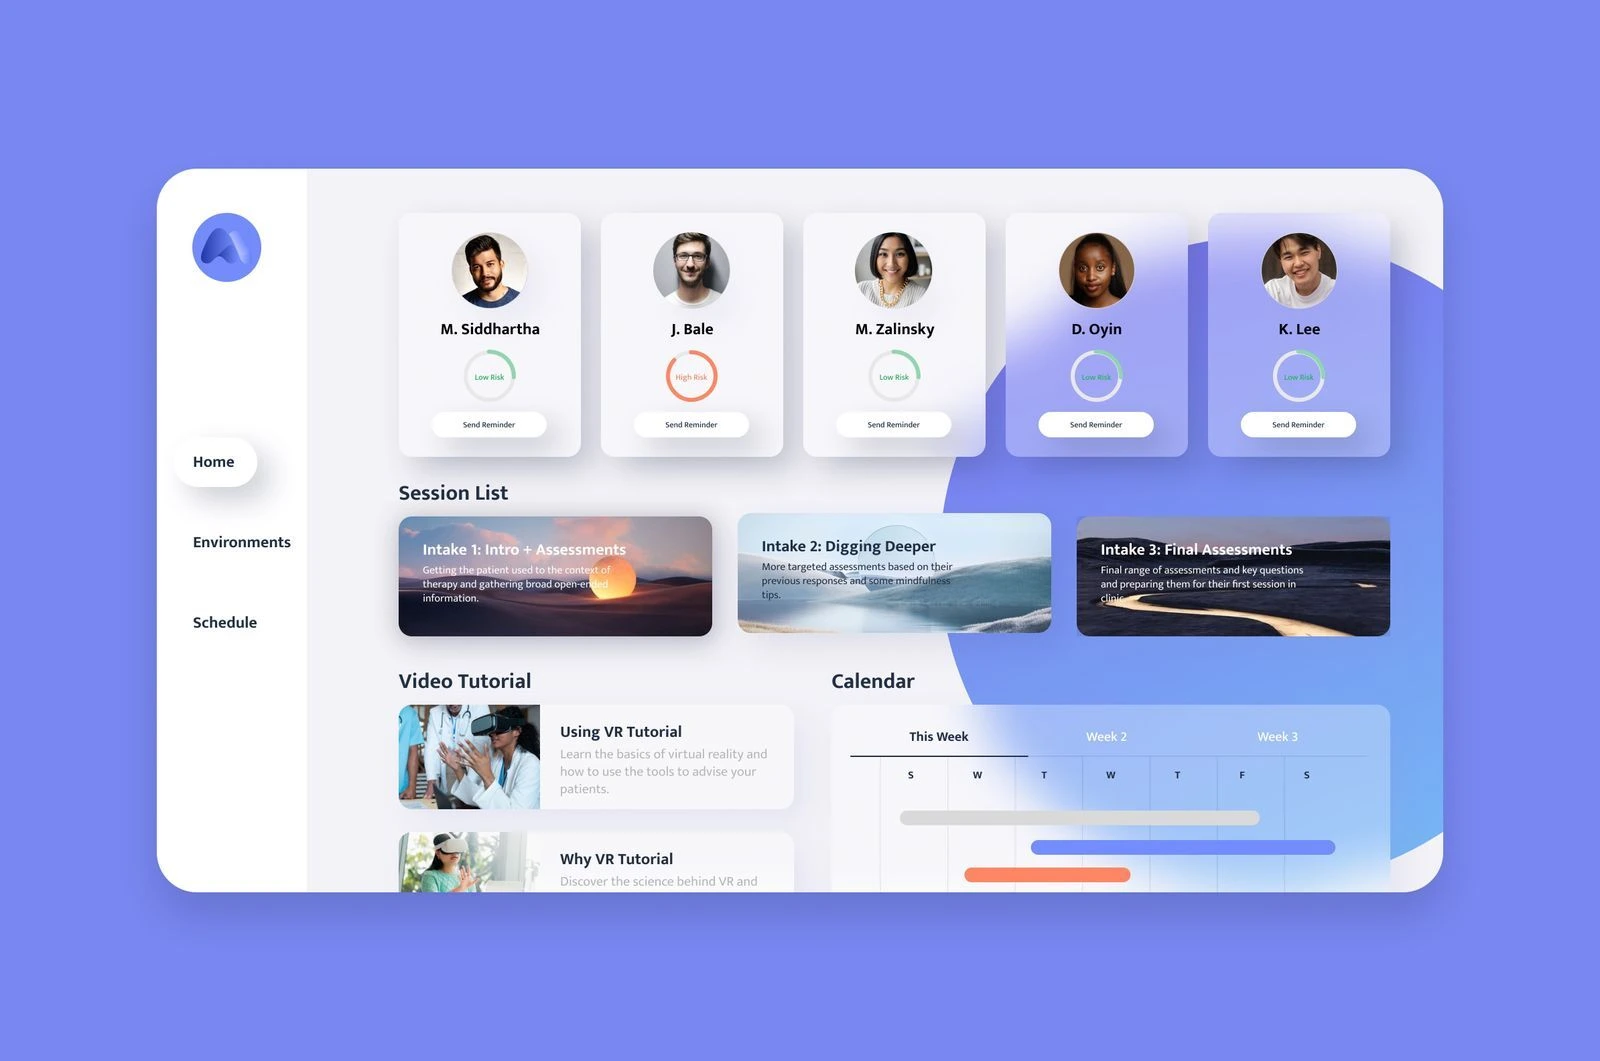 M. Siddhartha
Low Risk
Send Reminder
J. Bale
High Risk
Send Reminder
M. Zalinsky
Low Risk
Send Reminder
D. Oyin
Low Risk
Send Reminder
K. Lee
Low Risk
Send Reminder
Home
Environments
Schedule
Session List
Intake 1: Intro + Assessments
Getting the patient used to the context of
therapy and gathering broad open-ended
information.
Intake 2: Digging Deeper
More targeted assessments based on their
previous responses and some mindfulness
tips.
Intake 3: Final Assessments
Final range of assessments and key questions
and preparing them for their first session in
clinic.
Video Tutorial
Using VR Tutorial
Learn the basics of virtual reality and
how to use the tools to advise your
patients.
Why VR Tutorial
Discover the science behind VR and
Calendar
This Week
Week 2
Week 3
S W T W T F S